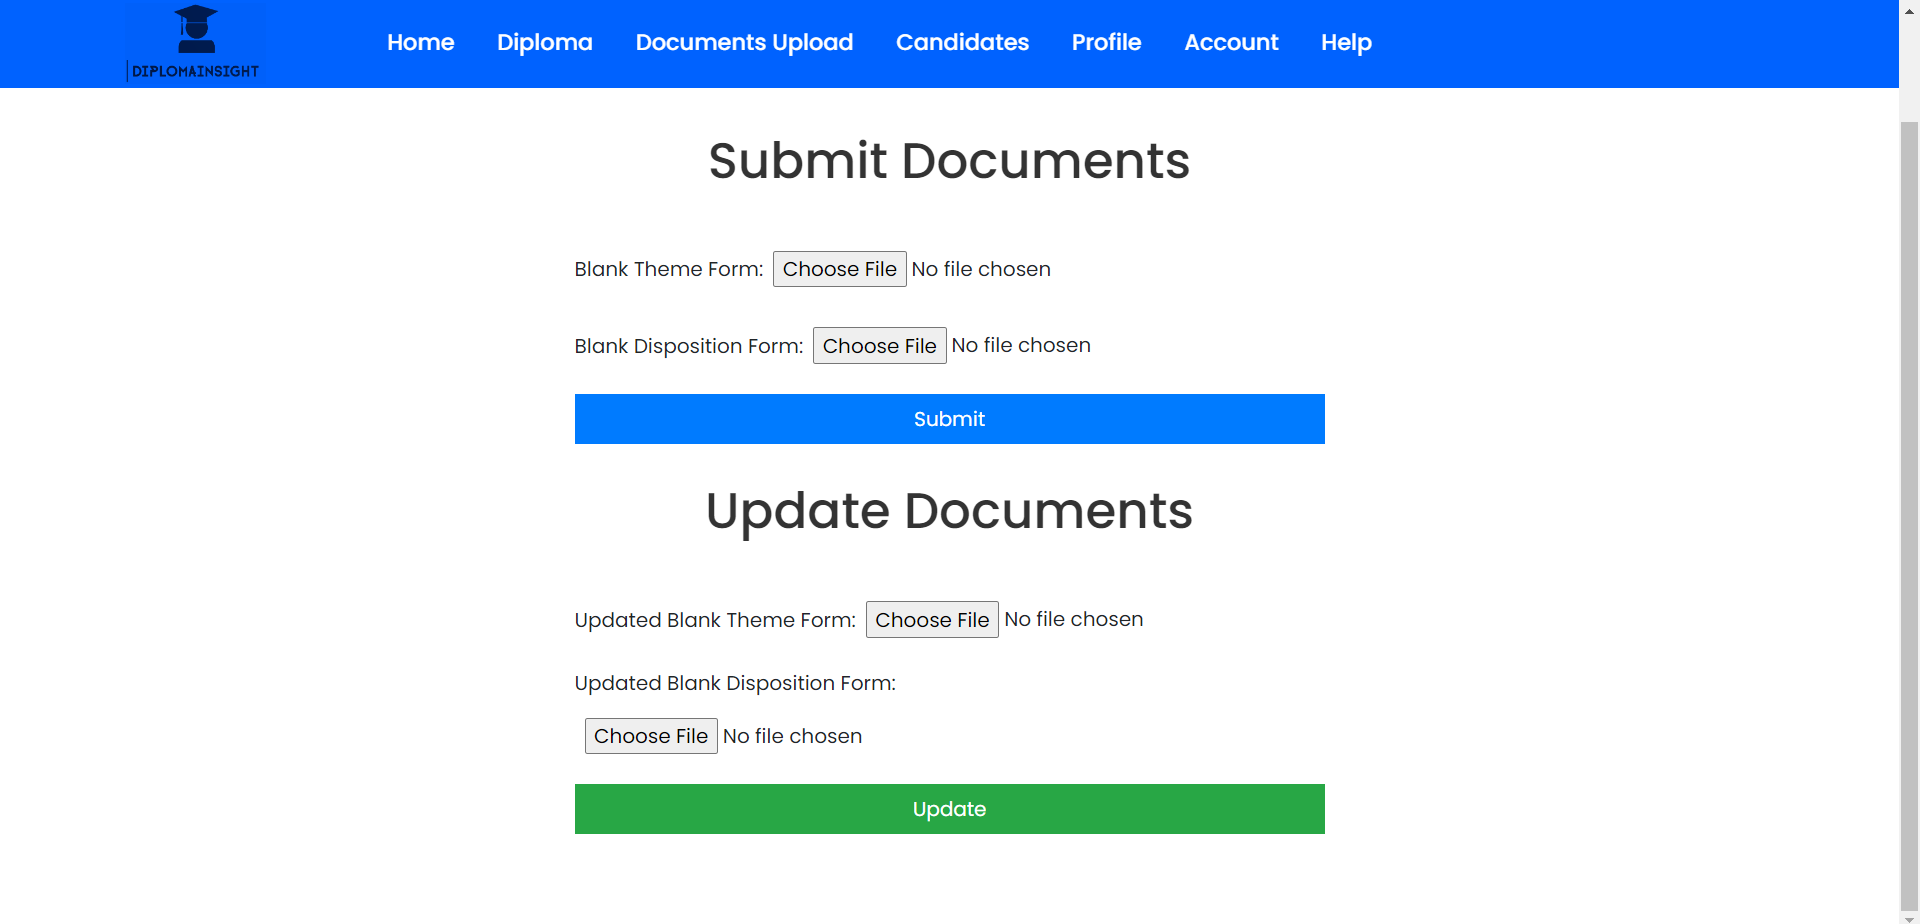 DIPLOMAINSIGHT
Home Diploma Documents Upload Candidates Profile Account Help
Submit Documents
Blank Theme Form: Choose File No file chosen
Blank Disposition Form: Choose File No file chosen
Submit
Update Documents
Updated Blank Theme Form: Choose File No file chosen
Updated Blank Disposition Form:
Choose File No file chosen
Update